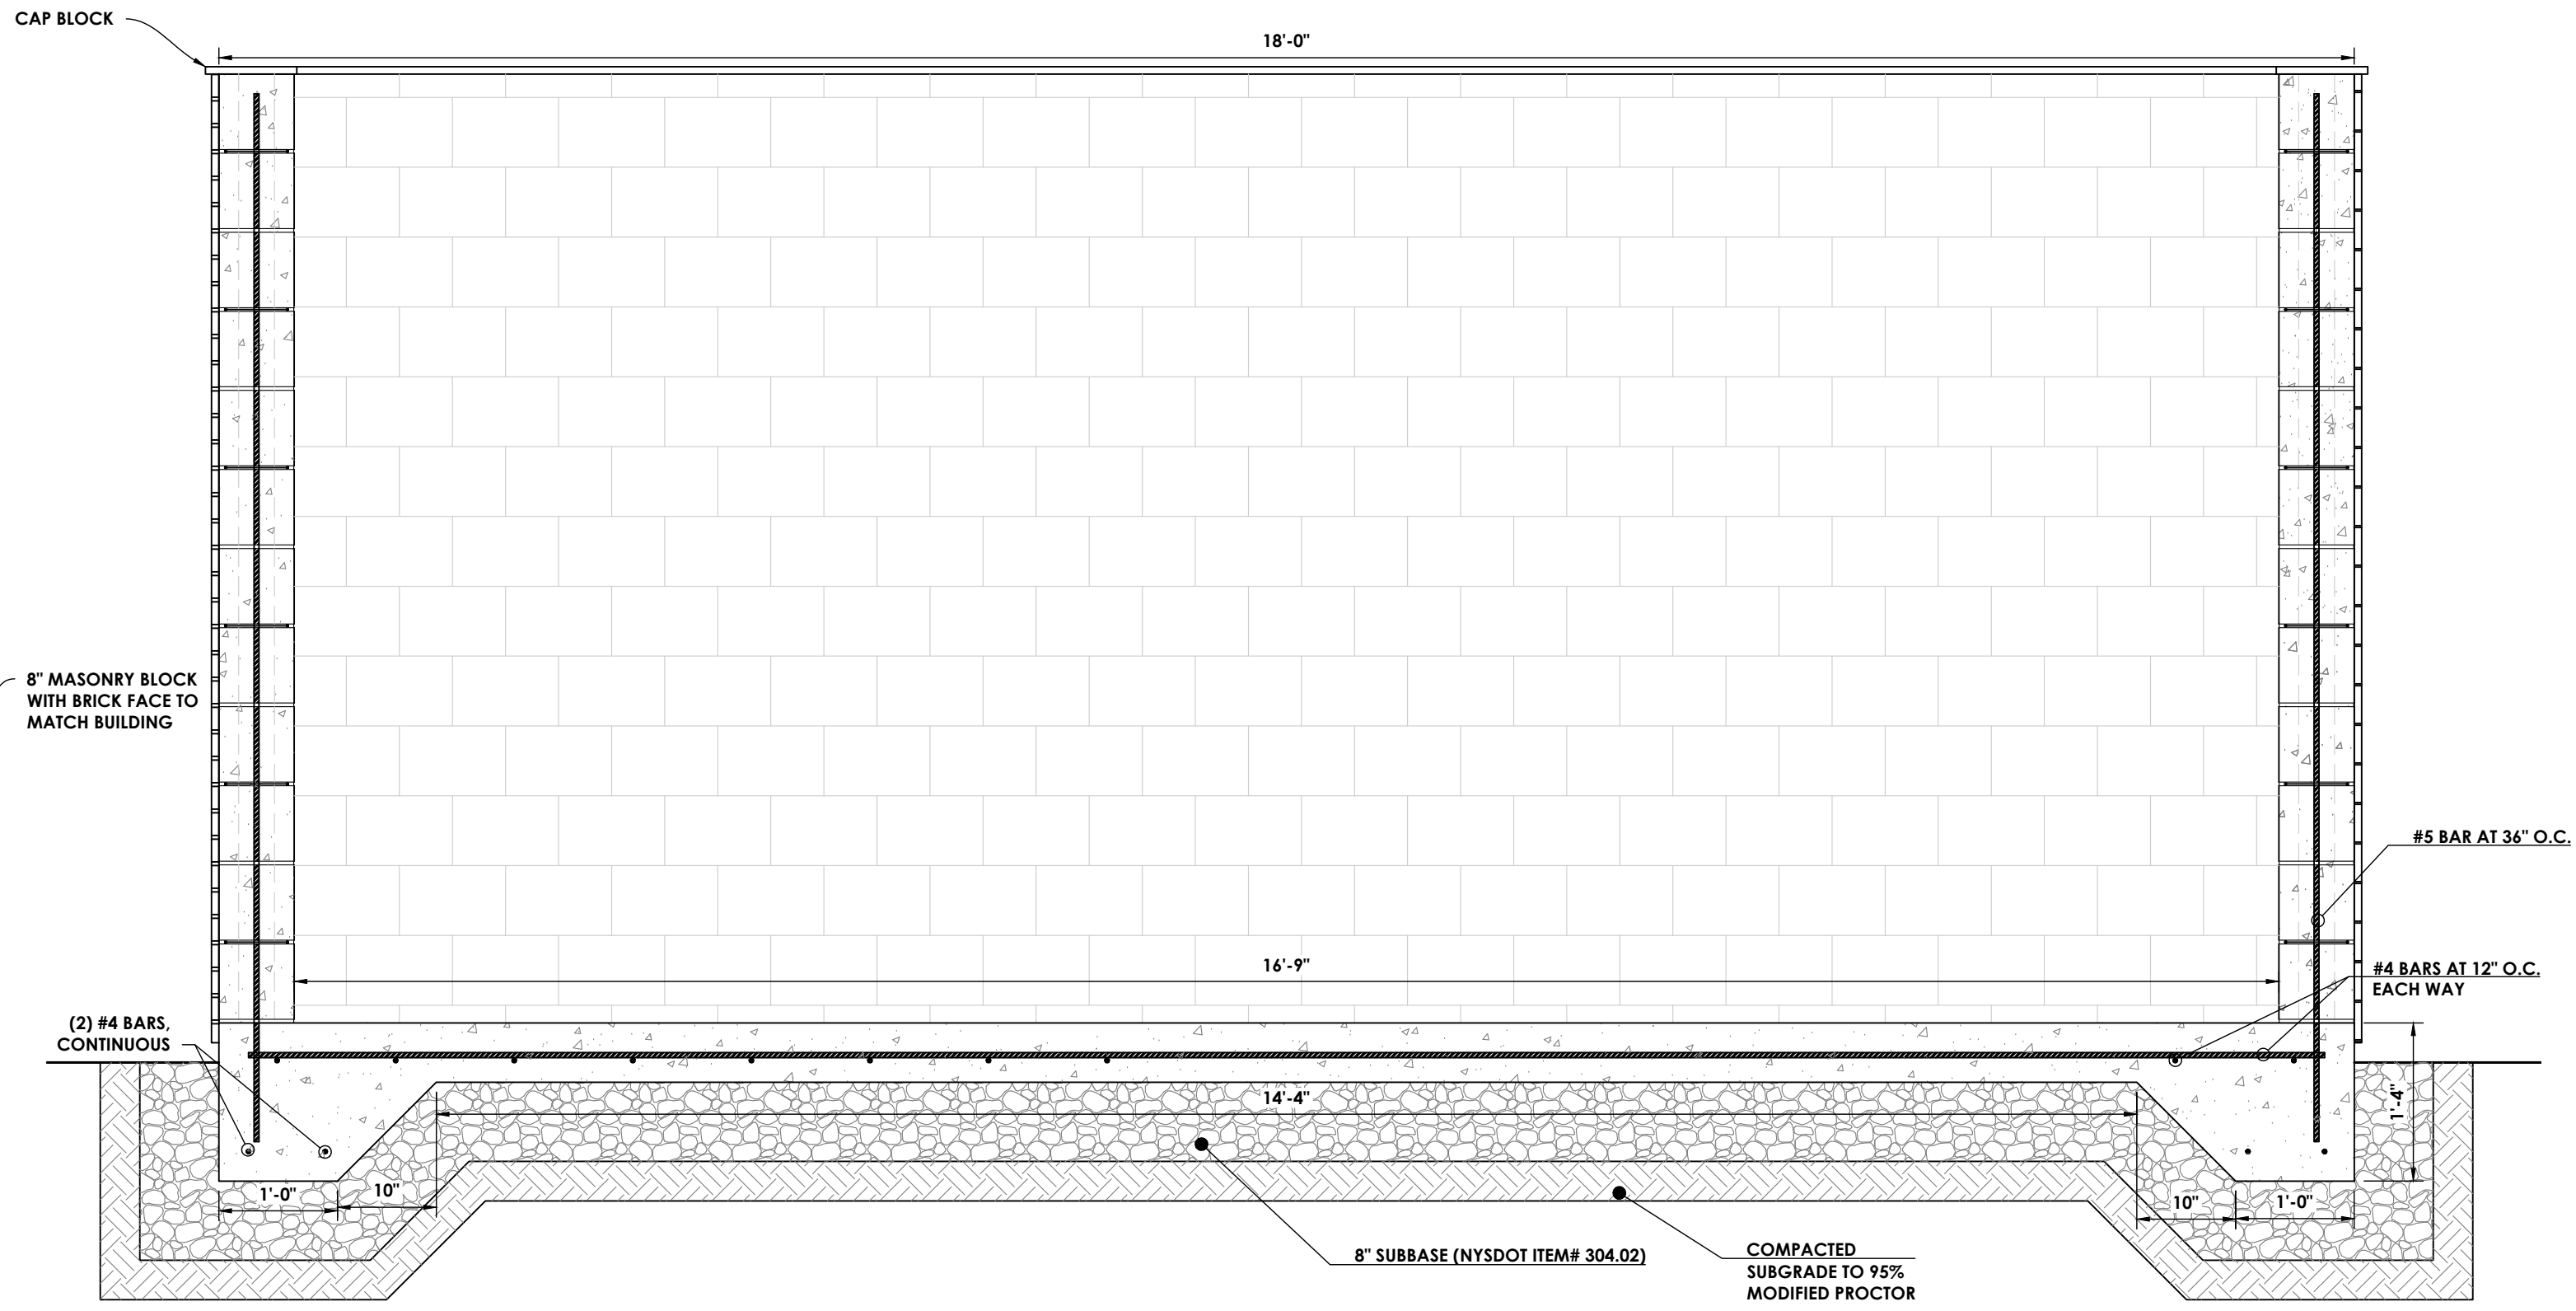 CAP BLOCK
18'-0"
8" MASONRY BLOCK
WITH BRICK FACE TO
MATCH BUILDING
#5 BAR AT 36" O.C.
16'-9"
#4 BARS AT 12" O.C.
EACH WAY
(2) #4 BARS,
CONTINUOUS
14'-4"
1'-4"
1'-0"
10"
10"
1'-0"
8" SUBBASE (NYSDOT ITEM# 304.02)
COMPACTED
SUBGRADE TO 95%
MODIFIED PROCTOR